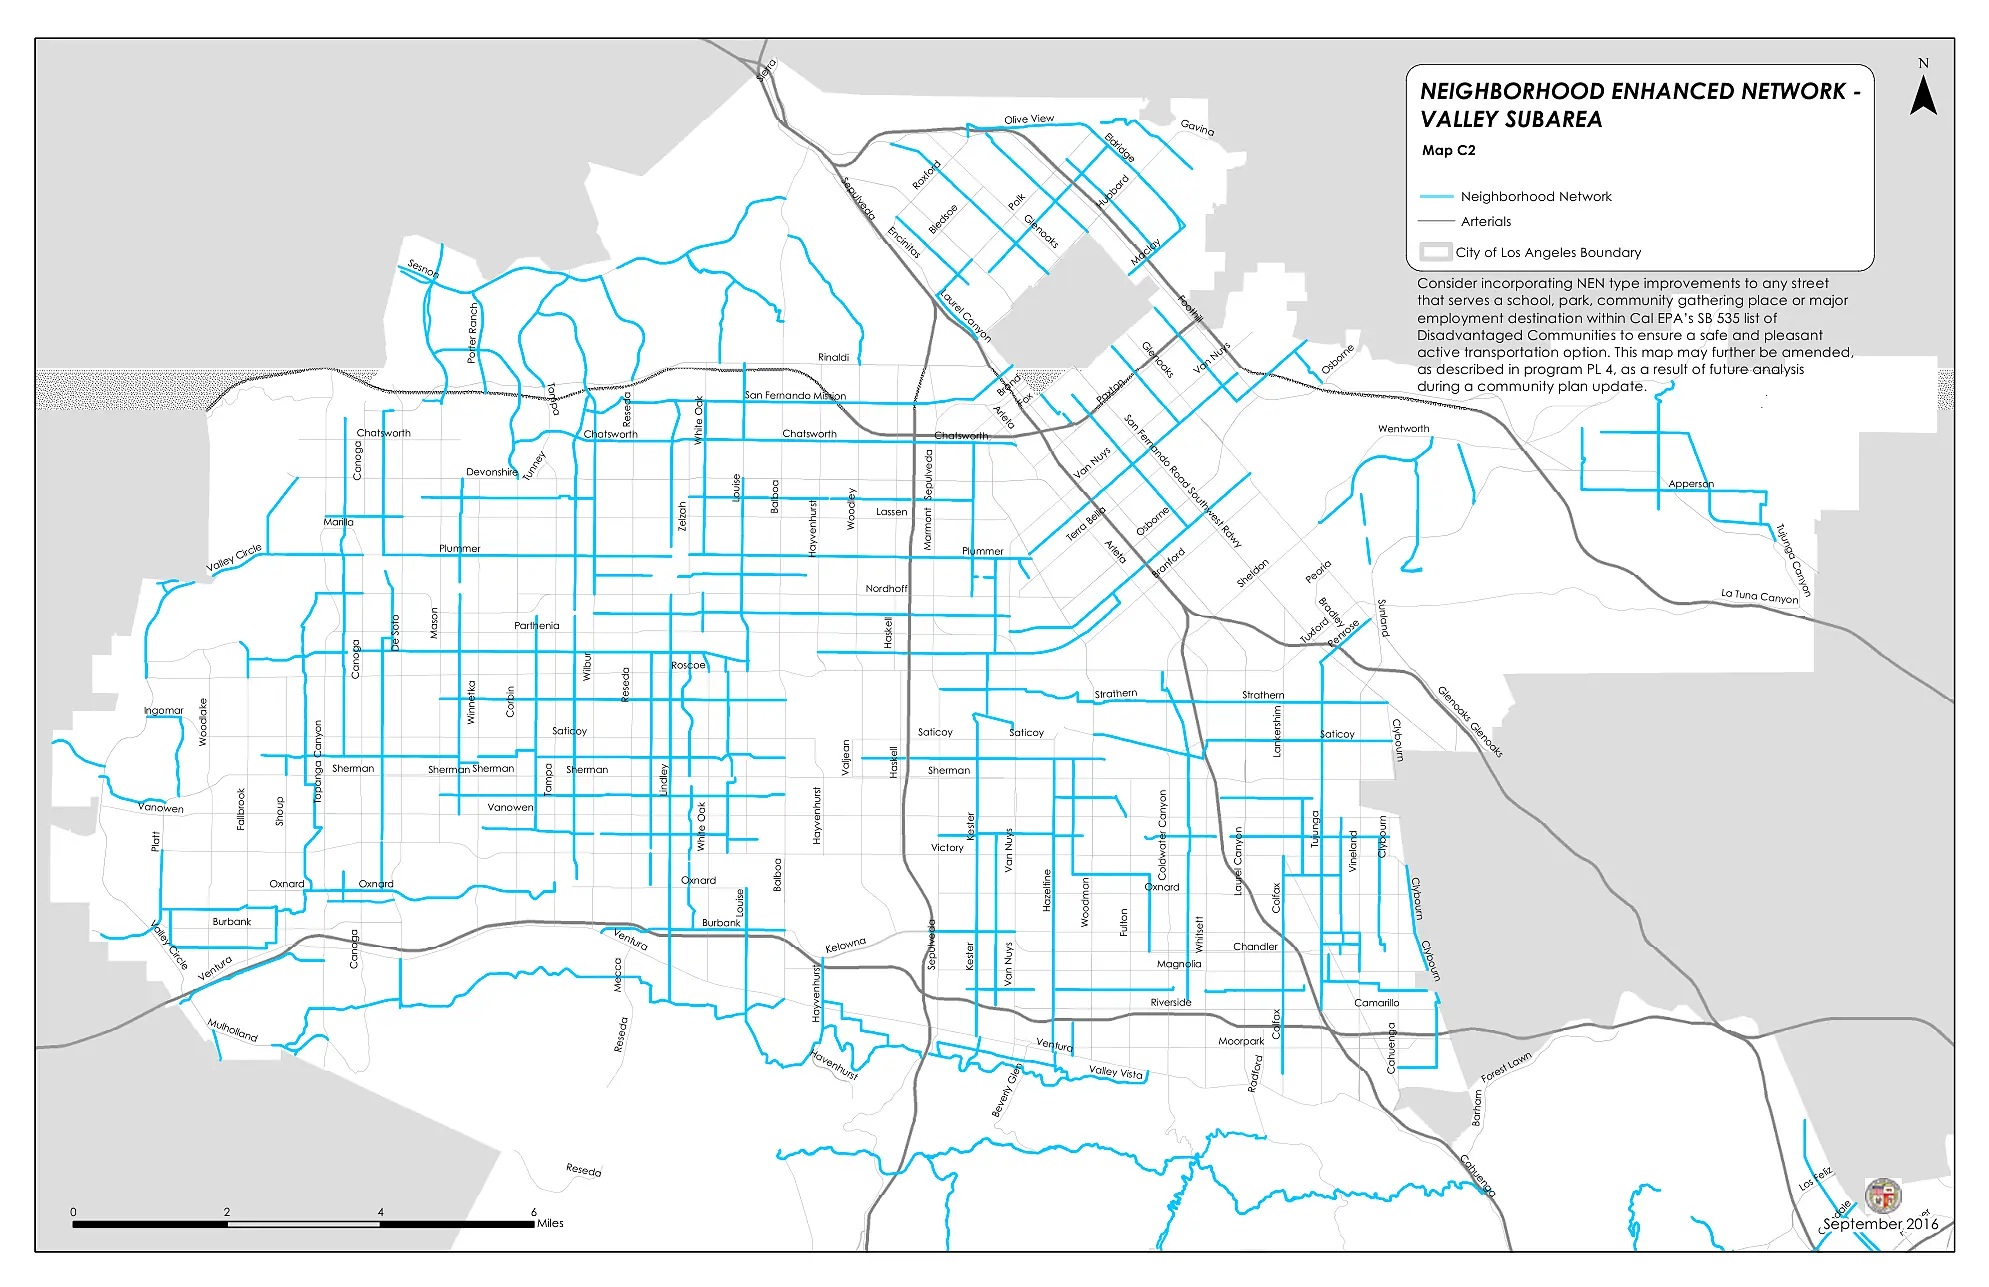 NEIGHBORHOOD ENHANCED NETWORK -
VALLEY SUBAREA
Map C2
Neighborhood Network
Arterials
City of Los Angeles Boundary
N
Consider incorporating NEN type improvements to any street
that serves a school, park, community gathering place or major
employment destination within Cal EPA's SB 535 list of
Disadvantaged Communities to ensure a safe and pleasant
active transportation option. This map may further be amended,
as described in program PL 4, as a result of future analysis
during a community plan update.
Sierra
Olive View
Gavina
Eldridge
Roxford
Sepulveda
Hubbard
Polk
Bledsoe
Glenoaks
Encinitos
Maclay
Sesnon
Laurel Canyon
Foothill
Porter Ranch
Rinaldi
Glenoaks
Van Nuys
Osborne
Tampa
Reseda
San Fernando Mission
White Oak
Brand
Fox
Arleta
Paxton
Chatsworth
Chatsworth
Chatsworth
Chatsworth
Wentworth
Canoga
Devonshire
Tunney
Van Nuys
San Fernando Road Southwest Rdwy
Louise
Balboa
Hayvenhurst
Woodley
Sepulveda
Apperson
Marilla
Zelzah
Lassen
Marmont
Terra Bella
Osborne
Valley Circle
Plummer
Plummer
Arleta
Branford
Tujunga Canyon
Nordhoff
Sheldon
Peoria
La Tuna Canyon
De Soto
Mason
Parthenia
Haskell
Bradley
Tuxford
Penrose
Sunland
Canoga
Wilbur
Roscoe
Reseda
Winnetka
Corbin
Strathern
Strathern
Glenoaks
Glenoaks
Ingomar
Woodlake
Topanga Canyon
Saticoy
Saticoy
Saticoy
Saticoy
Lankershim
Clybourn
Valjean
Haskell
Sherman
Sherman
Sherman
Sherman
Sherman
Tampa
Lindley
Vanowen
Vanowen
Fallbrook
Shoup
White Oak
Hayvenhurst
Kester
Van Nuys
Coldwater Canyon
Laurel Canyon
Tujunga
Vineland
Clybourn
Platt
Victory
Oxnard
Oxnard
Oxnard
Oxnard
Balboa
Louise
Hazeltine
Woodman
Fulton
Whitsett
Colfax
Clybourn
Burbank
Burbank
Valley Circle
Canoga
Ventura
Ventura
Kelowna
Sepulveda
Kester
Van Nuys
Chandler
Clybourn
Magnolia
Mecca
Hayvenhurst
Riverside
Camarillo
Mulholland
Reseda
Colfax
Cahuenga
Moorpark
Ventura
Havenhurst
Valley Vista
Radford
Beverly Glen
Forest Lawn
Barham
Reseda
Cahuenga
Los Feliz
0
2
4
6
Miles
September 2016